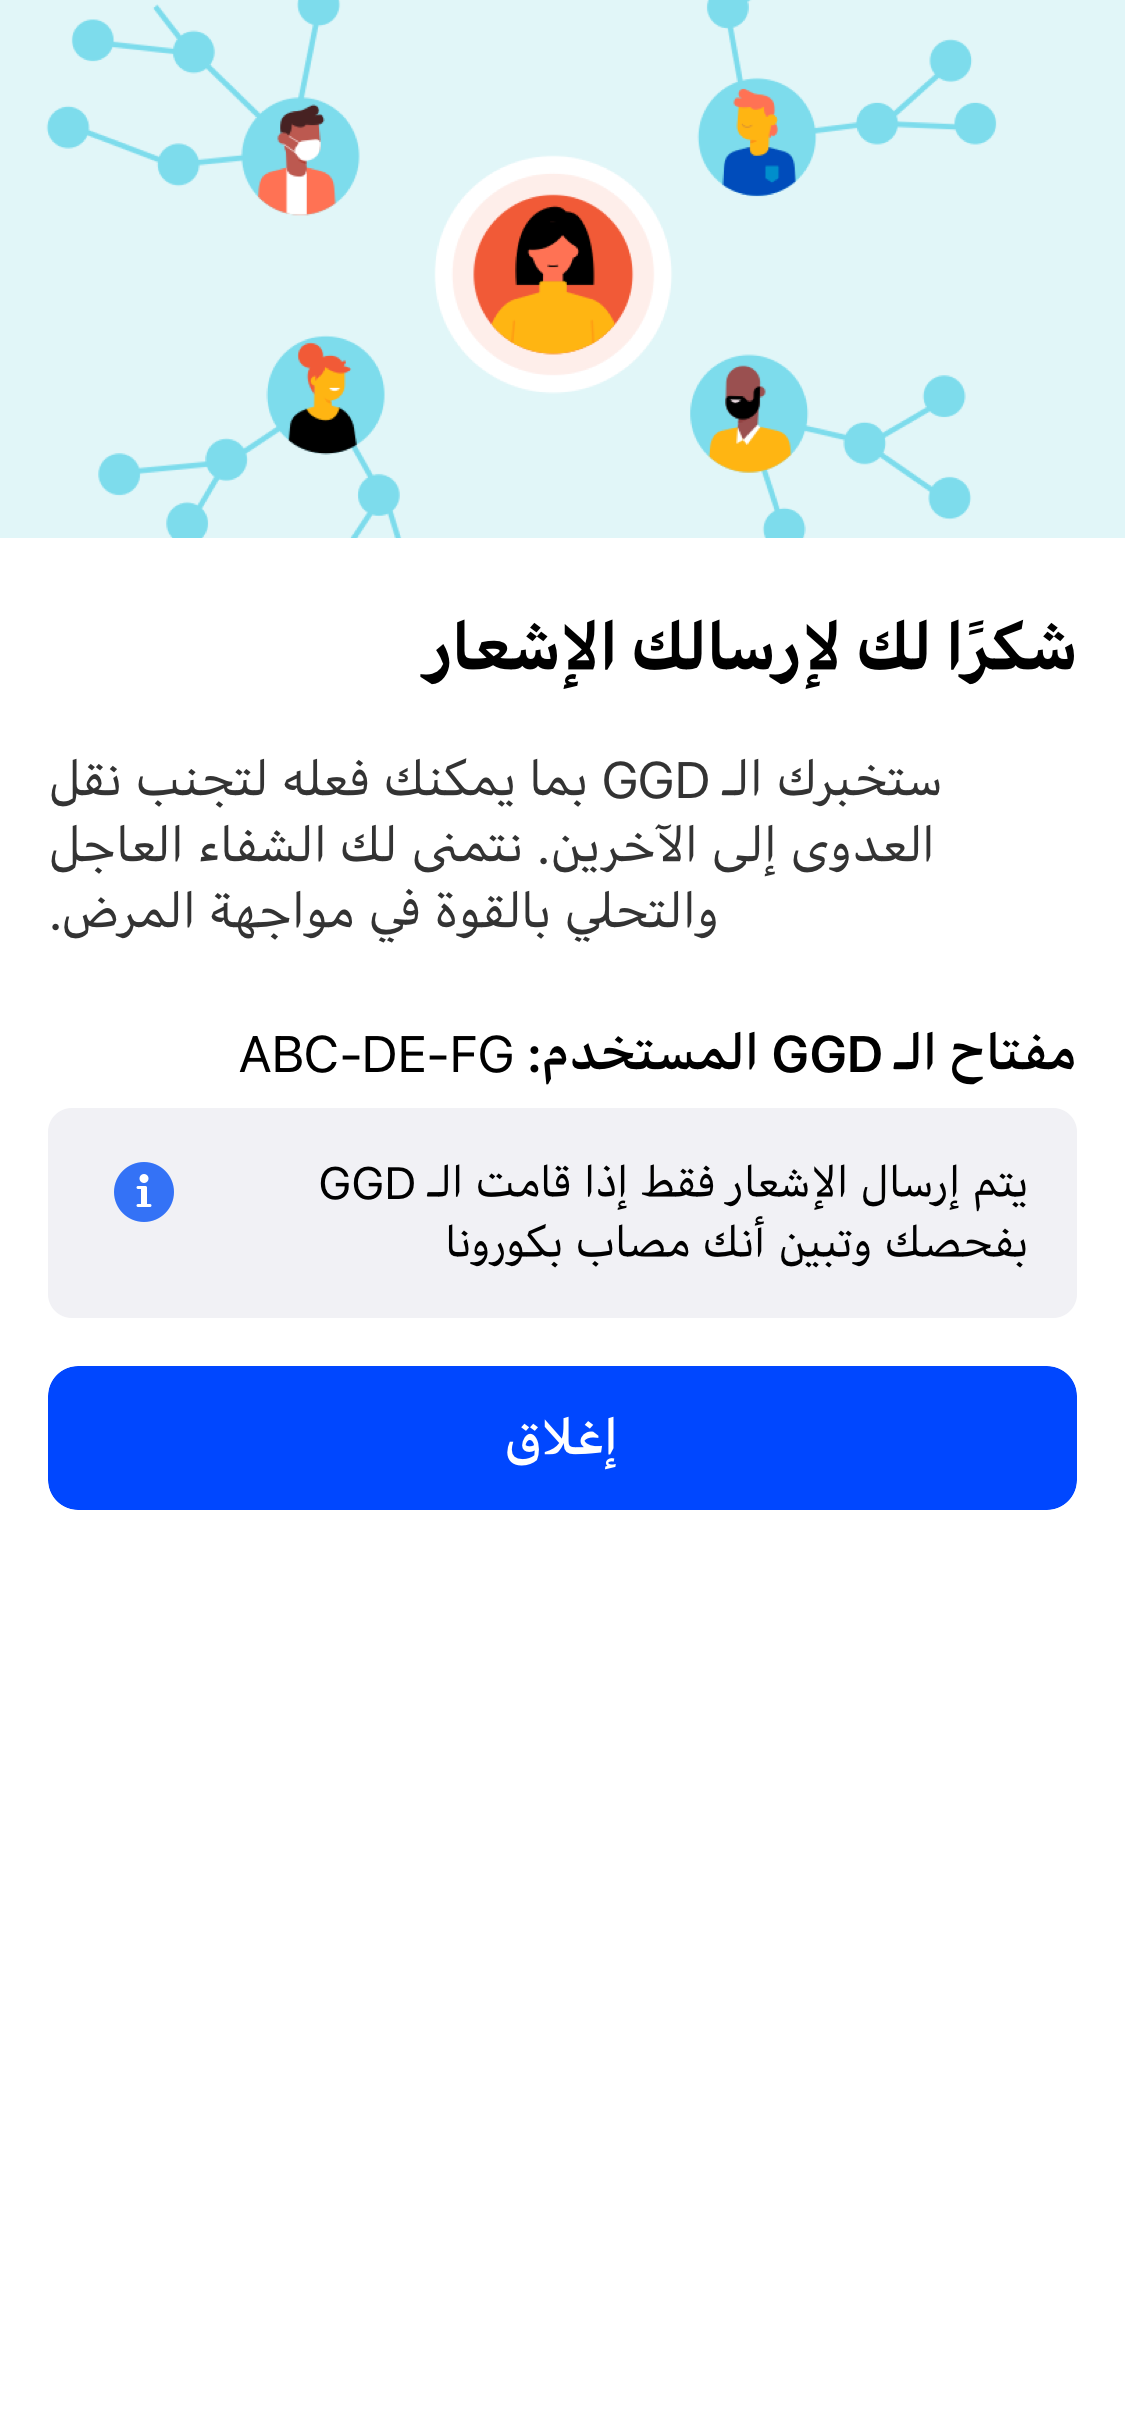 شكرًا لك لإرسالك الإشعار
ستخبرك الـ GGD بما يمكنك فعله لتجنب نقل
العدوى إلى الآخرين. نتمنى لك الشفاء العاجل
والتحلي بالقوة في مواجهة المرض.
مفتاح الـ GGD المستخدم: ABC-DE-FG
يتم إرسال الإشعار فقط إذا قامت الـ GGD
بفحصك وتبين أنك مصاب بكورونا
إغلاق